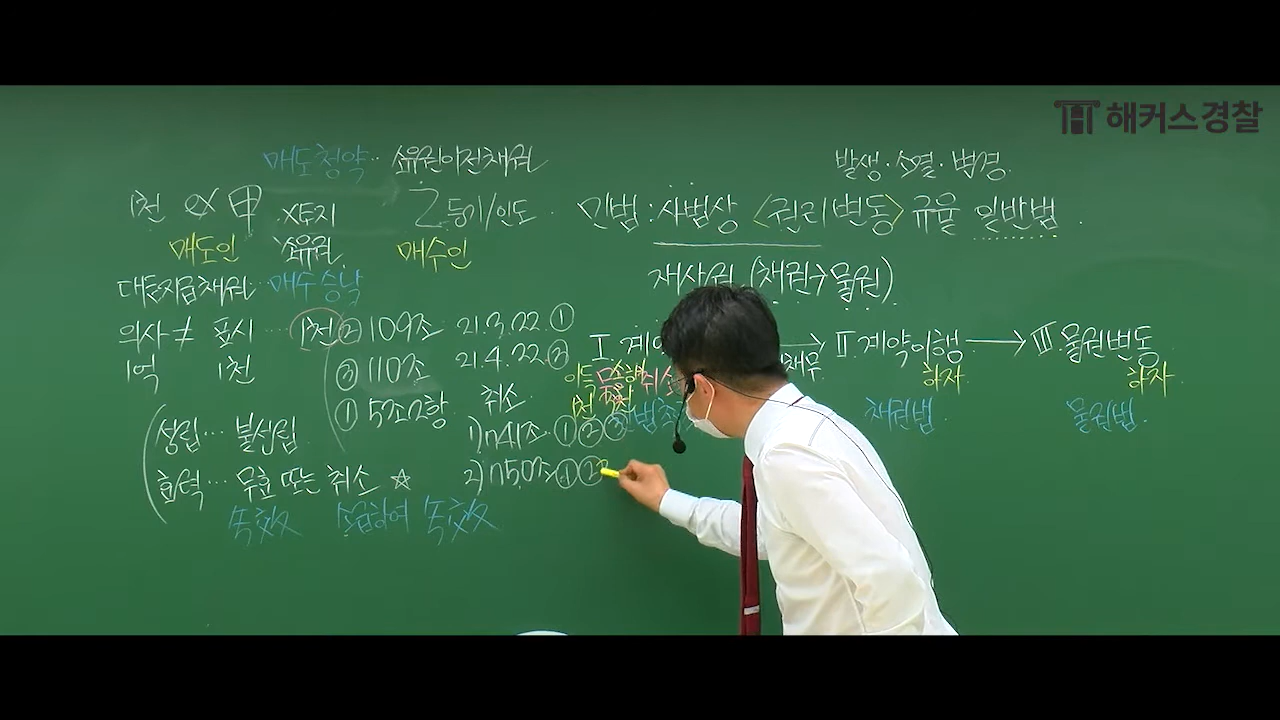 해커스경찰
매도청약‥ 소유권이전채권
1천 甲 X토지 乙 등기/인도
매도인 소유권 매수인
대금지급채권‥ 매수승낙
의사 ≠ 표시 … 1천
1억 1천
② 109조 21.3.22. ①
③ 110조 21.4.22. ③
① 5조2항 취소
성립… 불성립
효력… 무효 또는 취소 ☆
소급하여
1) 제141조 ① ② ③
2) 제150조 ① ②
발생·소멸·변경
민법 : 사법상 <권리변동> 규율 일반법
재산권 (채권→물권)
Ⅰ. 계약 → Ⅱ 계약이행 → Ⅲ 물권변동
취소 채무 하자 하자
채권법 물권법